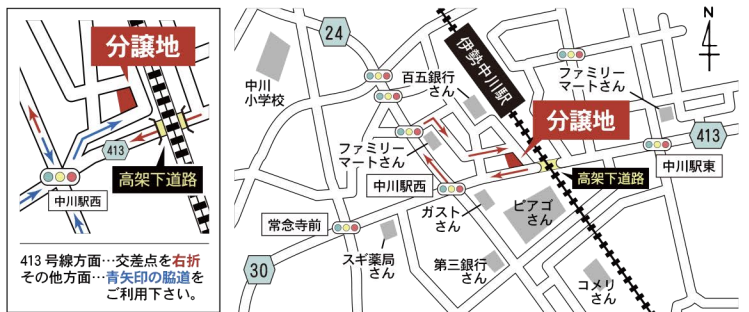 分譲地
413
高架下道路
中川駅西
413号線方面…交差点を右折
その他方面…青矢印の脇道を
ご利用下さい。
24
中川
小学校
伊勢中川駅
百五銀行
さん
ファミリー
マートさん
N
分譲地
413
中川駅東
高架下道路
ファミリー
マートさん
中川駅西
ガスト
さん
ピアゴ
さん
常念寺前
スギ薬局
さん
第三銀行
さん
コメリ
さん
30